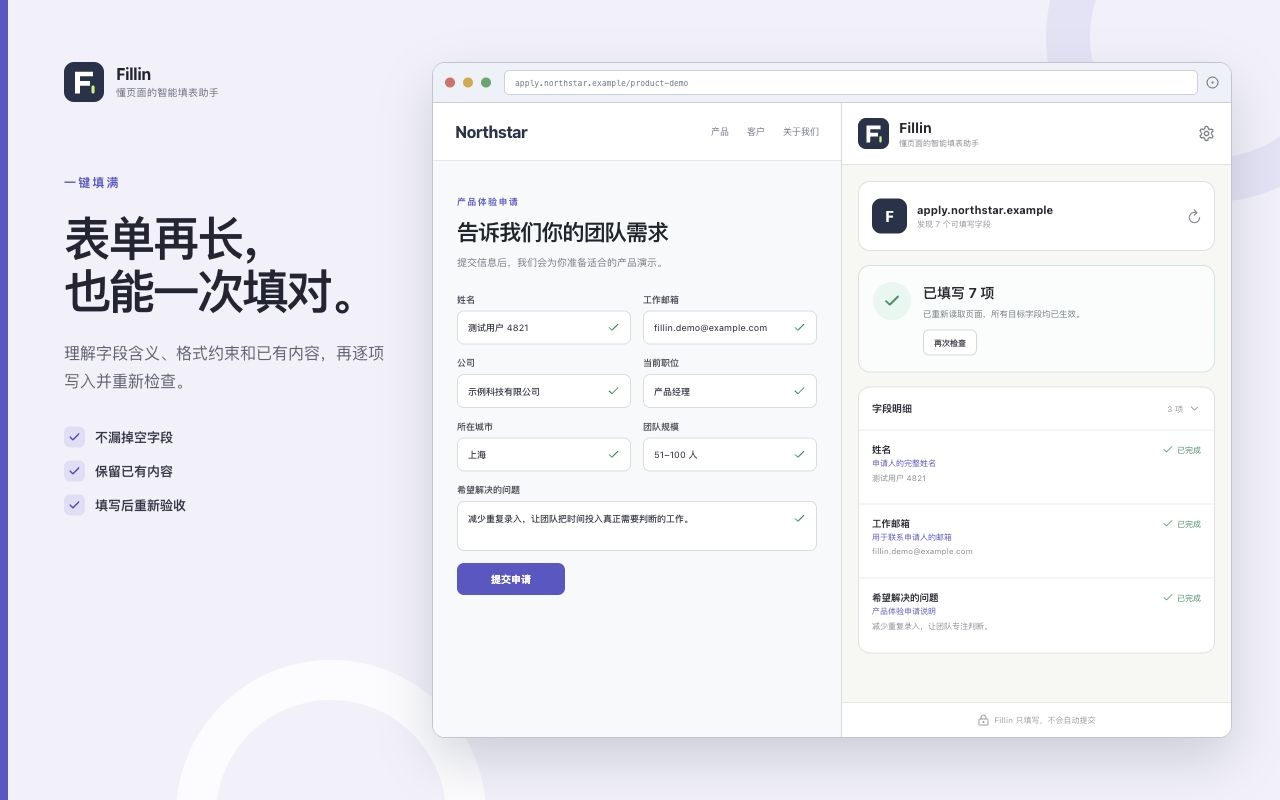 Fillin
懂页面的智能填表助手
一键填满
表单再长，
也能一次填对。
理解字段含义、格式约束和已有内容，再逐项
写入并重新检查。
不漏掉空字段
保留已有内容
填写后重新验收
apply.northstar.example/product-demo
Northstar
产品 客户 关于我们
产品体验申请
告诉我们你的团队需求
提交信息后，我们会为你准备适合的产品演示。
姓名 工作邮箱
测试用户 4821 fillin.demo@example.com
公司 当前职位
示例科技有限公司 产品经理
所在城市 团队规模
上海 51–100 人
希望解决的问题
减少重复录入，让团队把时间投入真正需要判断的工作。
提交申请
Fillin
懂页面的智能填表助手
F
apply.northstar.example
发现 7 个可填写字段
已填写 7 项
已重新读取页面，所有目标字段均已生效。
再次检查
字段明细 3 项
姓名 已完成
申请人的完整姓名
测试用户 4821
工作邮箱 已完成
用于联系申请人的邮箱
fillin.demo@example.com
希望解决的问题 已完成
产品体验申请说明
减少重复录入，让团队专注判断。
Fillin 只填写，不会自动提交